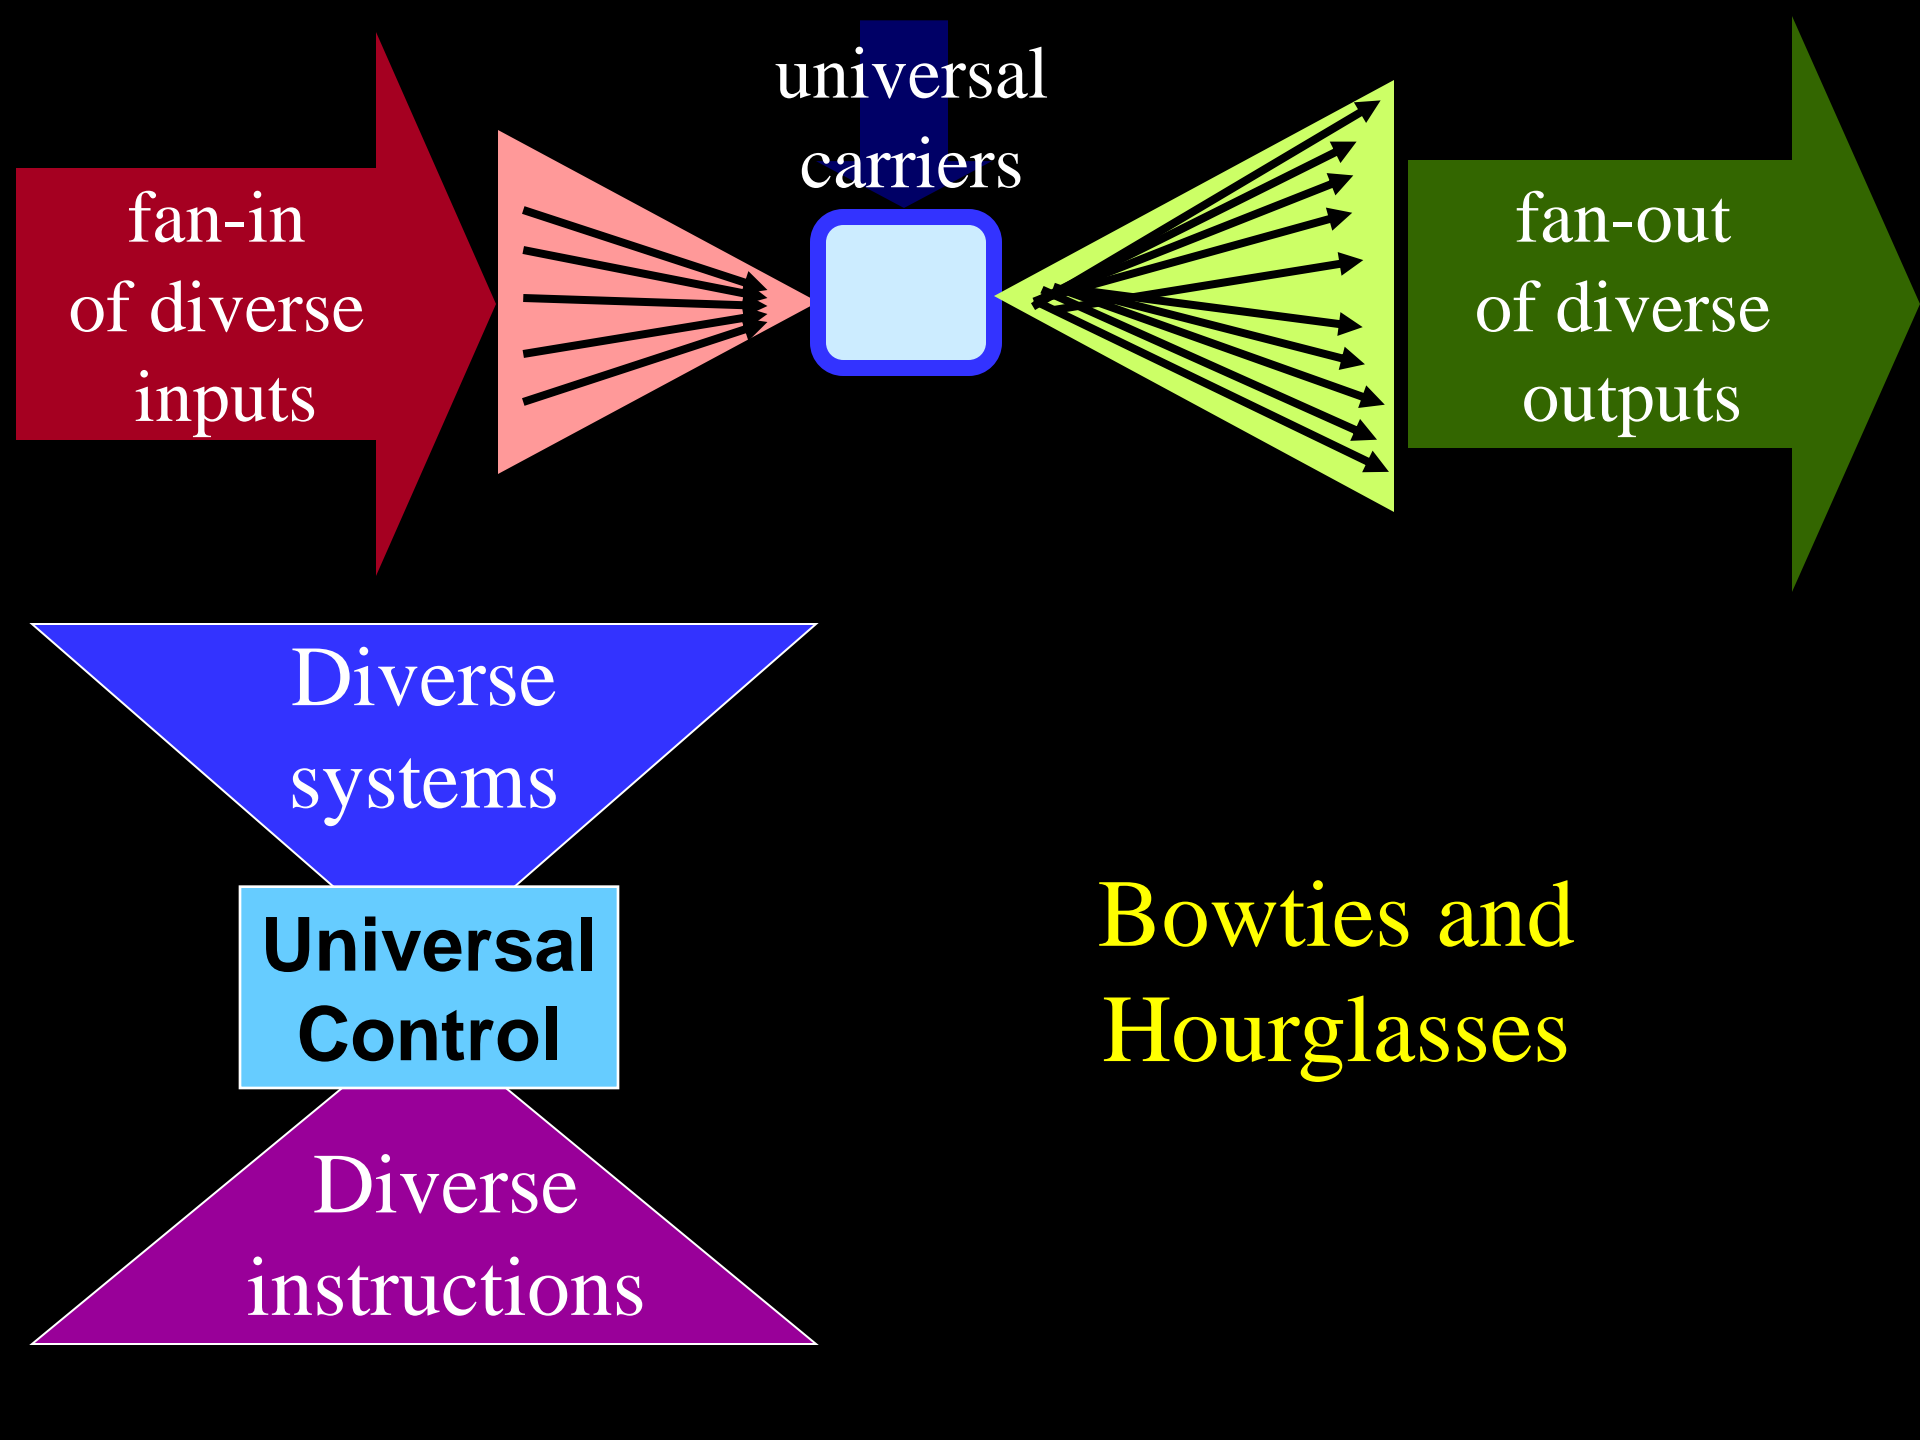 universal
carriers
fan-in
of diverse
inputs
fan-out
of diverse
outputs
Diverse
systems
Universal
Control
Diverse
instructions
Bowties and
Hourglasses